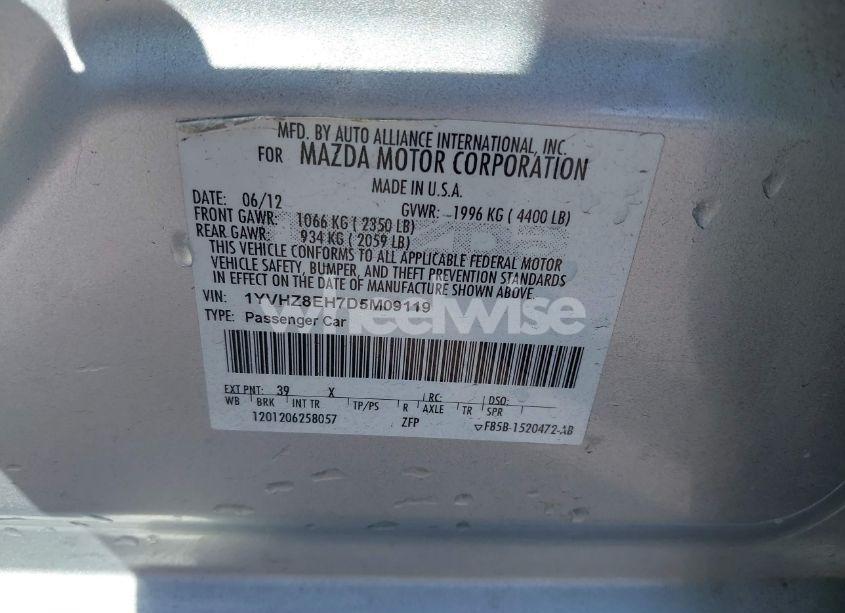 MFD. BY AUTO ALLIANCE INTERNATIONAL, INC.
FOR MAZDA MOTOR CORPORATION
MADE IN U.S.A.
DATE: 06/12 GVWR: 1996 KG ( 4400 LB)
FRONT GAWR: 1066 KG ( 2350 LB)
REAR GAWR: 934 KG ( 2059 LB)
THIS VEHICLE CONFORMS TO ALL APPLICABLE FEDERAL MOTOR
VEHICLE SAFETY, BUMPER, AND THEFT PREVENTION STANDARDS
IN EFFECT ON THE DATE OF MANUFACTURE SHOWN ABOVE.
VIN: 1YVHZ8EH7D5M09119
TYPE: Passenger Car
wheelwise
EXT PNT: 39 X RC: DSO:
WB BRK INT TR TP/PS R AXLE TR SPR
1201206258057 ZFP F85B-1520472-AB